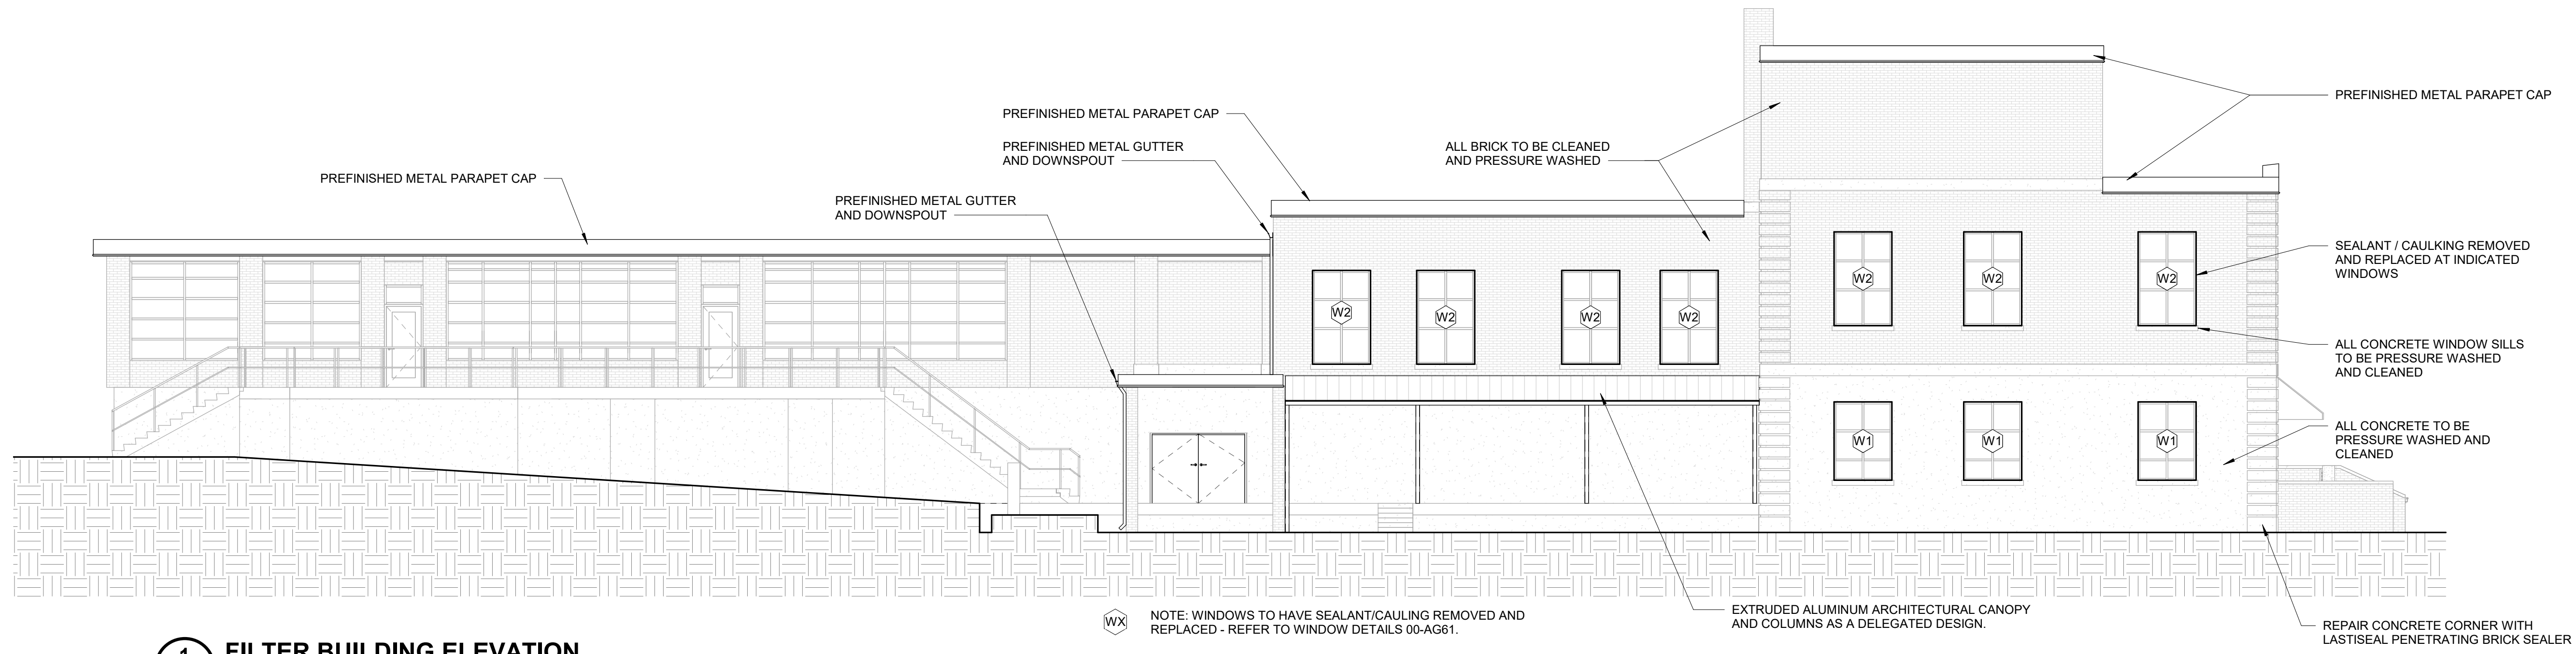 PREFINISHED METAL PARAPET CAP
PREFINISHED METAL PARAPET CAP
PREFINISHED METAL GUTTER
AND DOWNSPOUT
ALL BRICK TO BE CLEANED
AND PRESSURE WASHED
PREFINISHED METAL PARAPET CAP
PREFINISHED METAL GUTTER
AND DOWNSPOUT
SEALANT / CAULKING REMOVED
AND REPLACED AT INDICATED
WINDOWS
W2
W2
W2
W2
W2
W2
W2
ALL CONCRETE WINDOW SILLS
TO BE PRESSURE WASHED
AND CLEANED
ALL CONCRETE TO BE
PRESSURE WASHED AND
CLEANED
W1
W1
W1
WX
NOTE: WINDOWS TO HAVE SEALANT/CAULING REMOVED AND
REPLACED - REFER TO WINDOW DETAILS 00-AG61.
EXTRUDED ALUMINUM ARCHITECTURAL CANOPY
AND COLUMNS AS A DELEGATED DESIGN.
REPAIR CONCRETE CORNER WITH
LASTISEAL PENETRATING BRICK SEALER
1
FILTER BUILDING ELEVATION